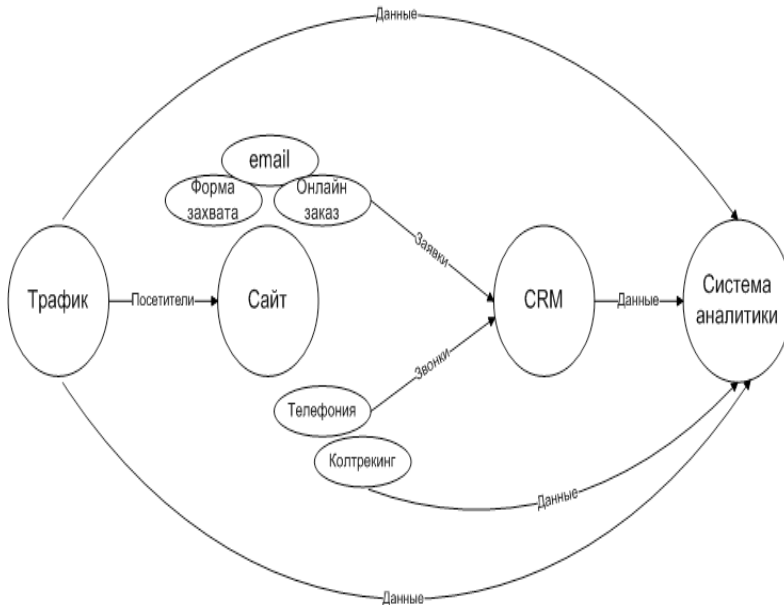 Данные
email
Форма
захвата
Онлайн
заказ
Заявки
Трафик
Посетители
Сайт
CRM
Данные
Система
аналитики
Звонки
Телефония
Колтрекинг
Данные
Данные